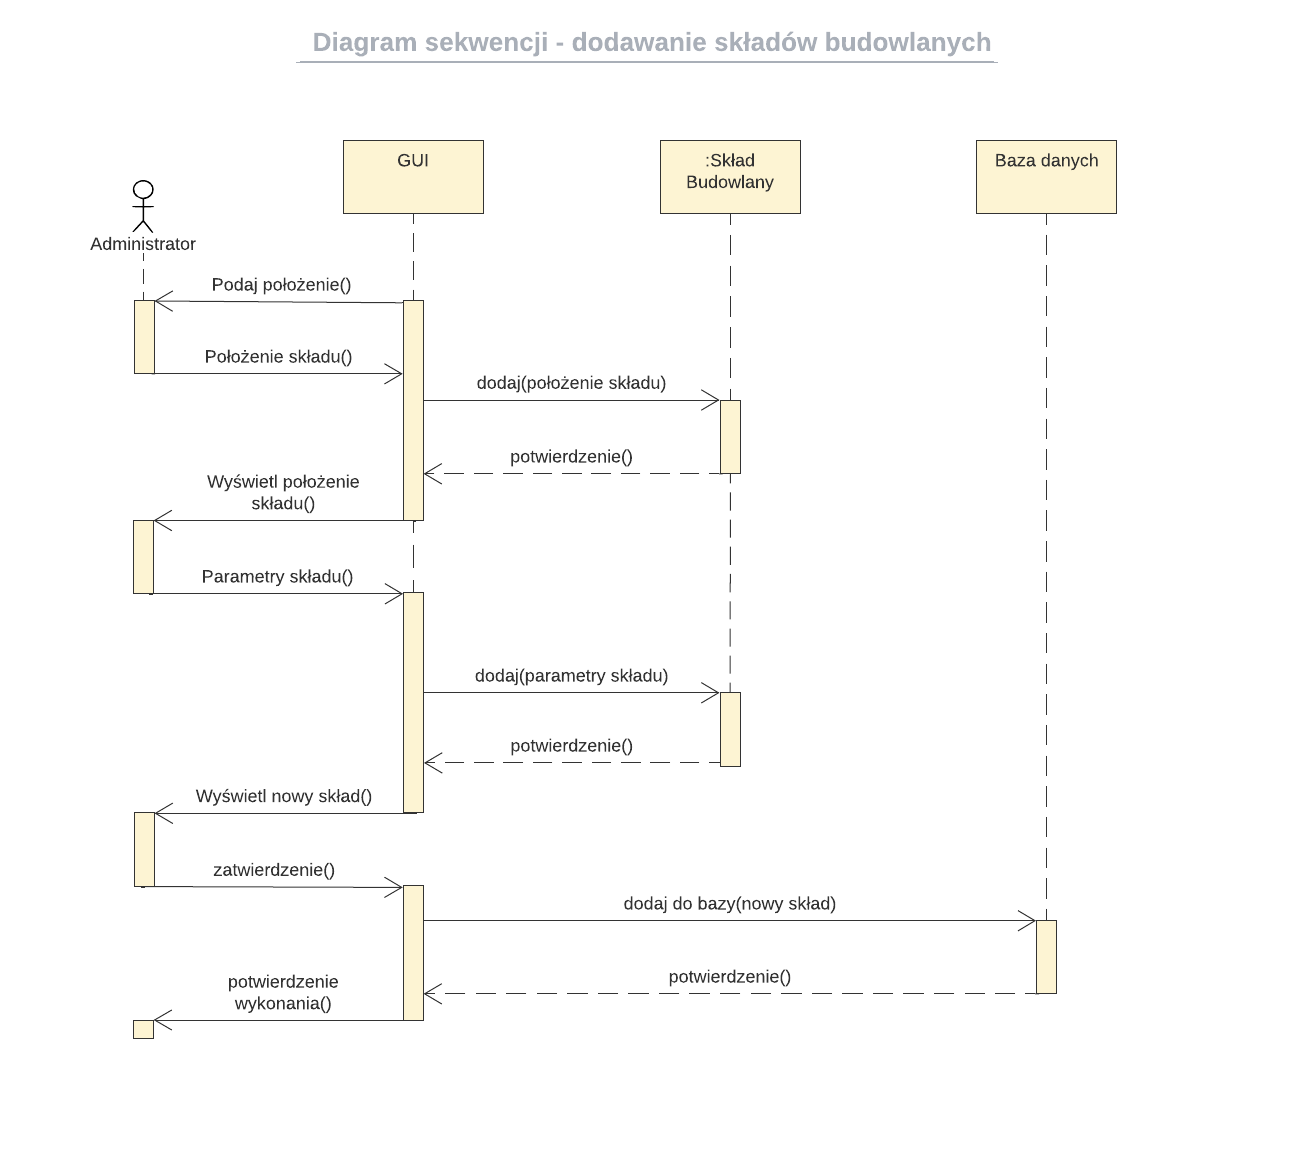 Diagram sekwencji - dodawanie składów budowlanych
GUI
:Skład
Budowlany
Baza danych
Administrator
Podaj położenie()
Położenie składu()
dodaj(położenie składu)
potwierdzenie()
Wyświetl położenie
składu()
Parametry składu()
dodaj(parametry składu)
potwierdzenie()
Wyświetl nowy skład()
zatwierdzenie()
dodaj do bazy(nowy skład)
potwierdzenie()
potwierdzenie
wykonania()